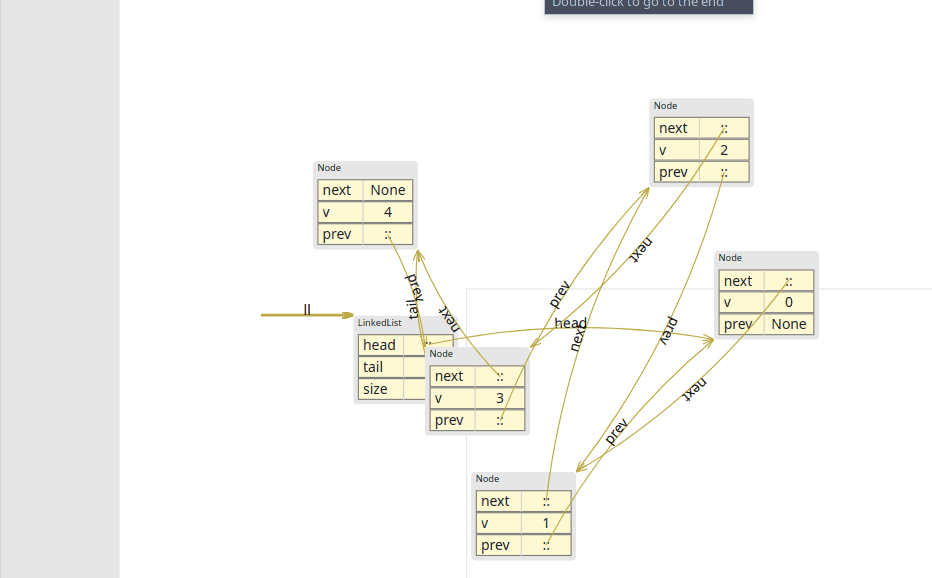 Double-click to go to the end
Node
next ::
v 2
prev ::
Node
next None
v 4
prev ::
next
Node
next ::
v 0
prev None
prev
tail
prev
ll
LinkedList
head ::
tail
size
next
head
next
prev
Node
next ::
v 3
prev ::
next
prev
Node
next ::
v 1
prev ::